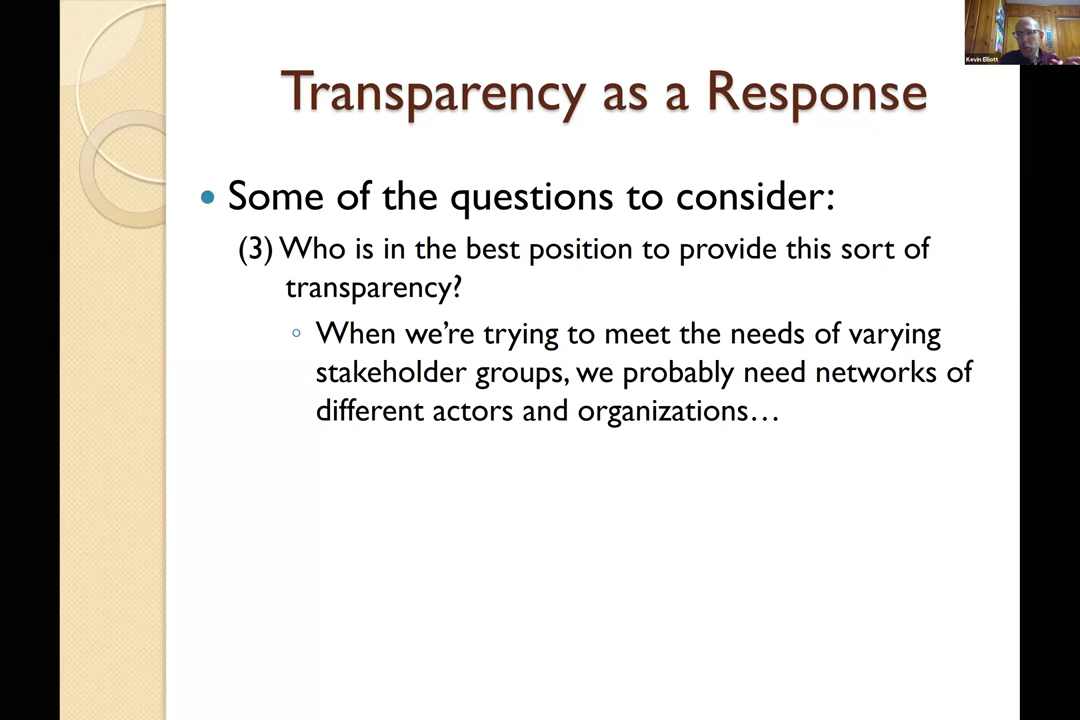 Kevin Elliott
Transparency as a Response
• Some of the questions to consider:
(3) Who is in the best position to provide this sort of
transparency?
◦ When we’re trying to meet the needs of varying
stakeholder groups, we probably need networks of
different actors and organizations…